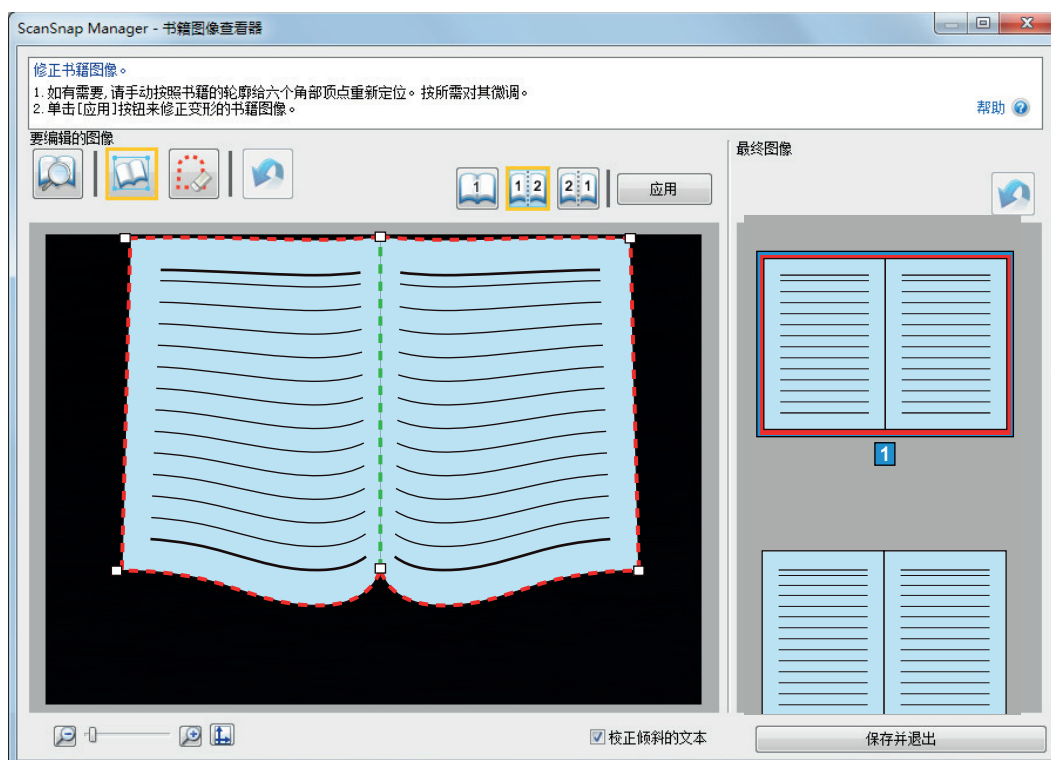 ScanSnap Manager - 书籍图像查看器
修正书籍图像。
1. 如有需要, 请手动按照书籍的轮廓给六个角部顶点重新定位。按所需对其微调。
2. 单击[应用]按钮来修正变形的书籍图像。
帮助
要编辑的图像
1 1 2 2 1 应用
最终图像
1
校正倾斜的文本
保存并退出